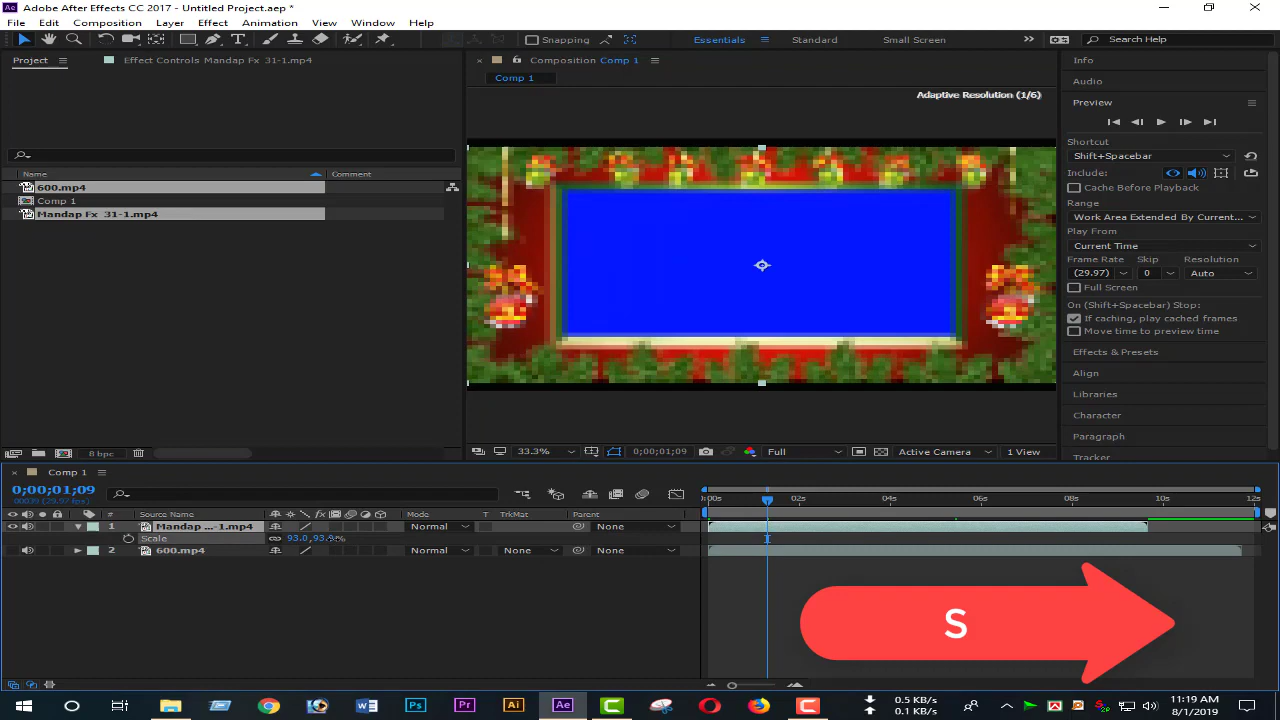 Ae Adobe After Effects CC 2017 - Untitled Project.aep *
File Edit Composition Layer Effect Animation View Window Help
Snapping Essentials Standard Small Screen Search Help
Project Effect Controls Mandap Fx 31-1.mp4
Composition Comp 1
Comp 1
Adaptive Resolution (1/6)
Name Comment
600.mp4
Comp 1
Mandap Fx 31-1.mp4
8 bpc
33.3% 0;00;01;09 Full Active Camera 1 View
Info
Audio
Preview
Shortcut
Shift+Spacebar
Include:
Cache Before Playback
Range
Work Area Extended By Current...
Play From
Current Time
Frame Rate Skip Resolution
(29.97) 0 Auto
Full Screen
On (Shift+Spacebar) Stop:
If caching, play cached frames
Move time to preview time
Effects & Presets
Align
Libraries
Character
Paragraph
Tracker
Comp 1
0;00;01;09
# Source Name Mode T TrkMat Parent
:00s 02s 04s 06s 08s 10s 12s
1 Mandap ...-1.mp4 Normal None
Scale
2 600.mp4 Normal None None
S
Ps Pr Ai Ae
0.5 KB/s
0.1 KB/s
11:19 AM
8/1/2019